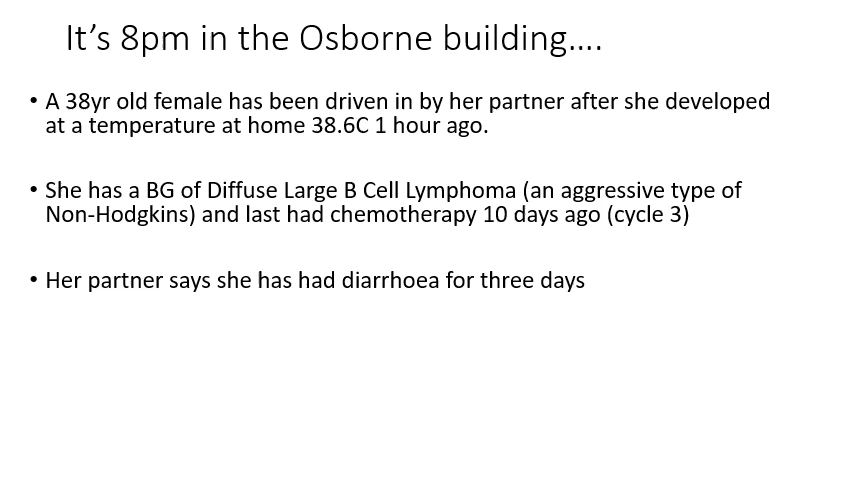 It’s 8pm in the Osborne building….
• A 38yr old female has been driven in by her partner after she developed
at a temperature at home 38.6C 1 hour ago.
• She has a BG of Diffuse Large B Cell Lymphoma (an aggressive type of
Non-Hodgkins) and last had chemotherapy 10 days ago (cycle 3)
• Her partner says she has had diarrhoea for three days